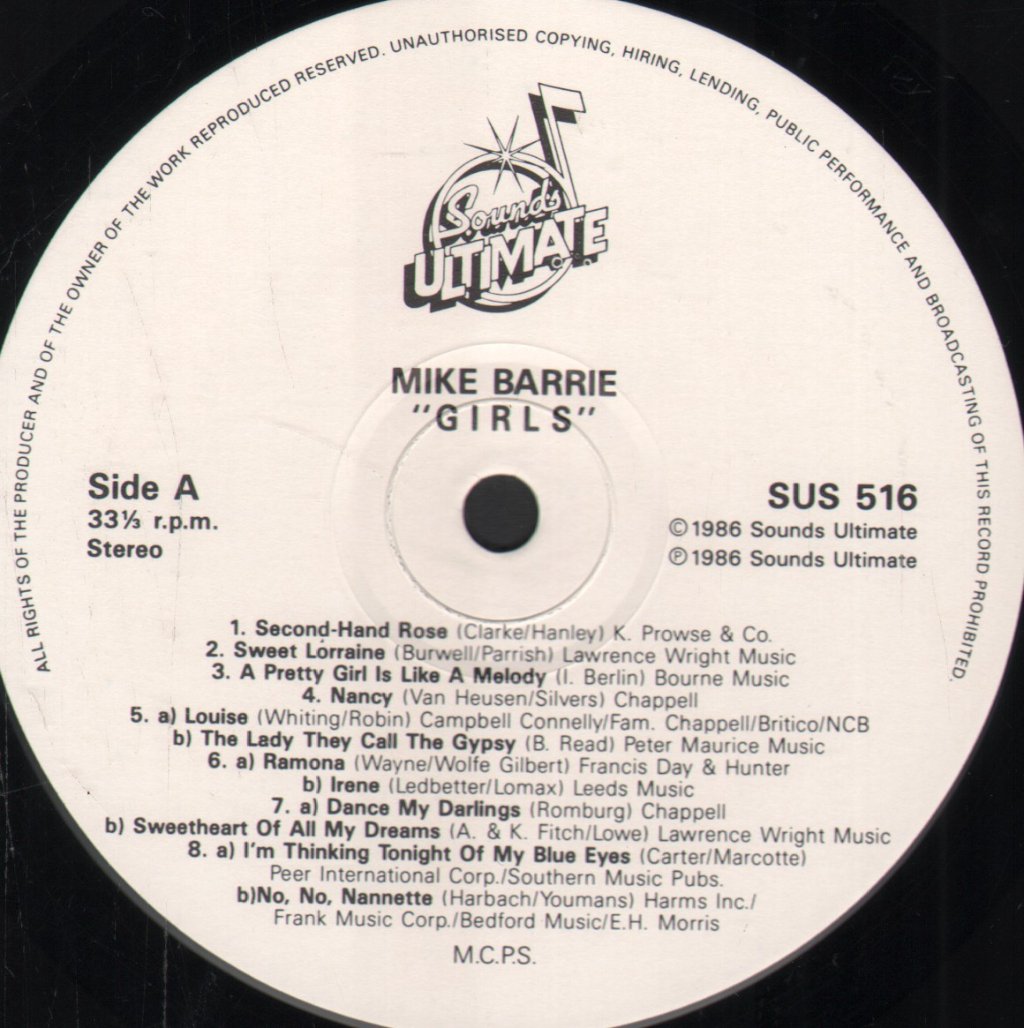 ALL RIGHTS OF THE PRODUCER AND OF THE OWNER OF THE WORK REPRODUCED RESERVED. UNAUTHORISED COPYING, HIRING, LENDING, PUBLIC PERFORMANCE AND BROADCASTING OF THIS RECORD PROHIBITED.
Sounds
ULTIMATE
MIKE BARRIE
"GIRLS"
Side A
33⅓ r.p.m.
Stereo
SUS 516
©1986 Sounds Ultimate
℗1986 Sounds Ultimate
1. Second-Hand Rose (Clarke/Hanley) K. Prowse & Co.
2. Sweet Lorraine (Burwell/Parrish) Lawrence Wright Music
3. A Pretty Girl Is Like A Melody (I. Berlin) Bourne Music
4. Nancy (Van Heusen/Silvers) Chappell
5. a) Louise (Whiting/Robin) Campbell Connelly/Fam. Chappell/Britico/NCB
b) The Lady They Call The Gypsy (B. Read) Peter Maurice Music
6. a) Ramona (Wayne/Wolfe Gilbert) Francis Day & Hunter
b) Irene (Ledbetter/Lomax) Leeds Music
7. a) Dance My Darlings (Romburg) Chappell
b) Sweetheart Of All My Dreams (A. & K. Fitch/Lowe) Lawrence Wright Music
8. a) I'm Thinking Tonight Of My Blue Eyes (Carter/Marcotte)
Peer International Corp./Southern Music Pubs.
b)No, No, Nannette (Harbach/Youmans) Harms Inc./
Frank Music Corp./Bedford Music/E.H. Morris
M.C.P.S.